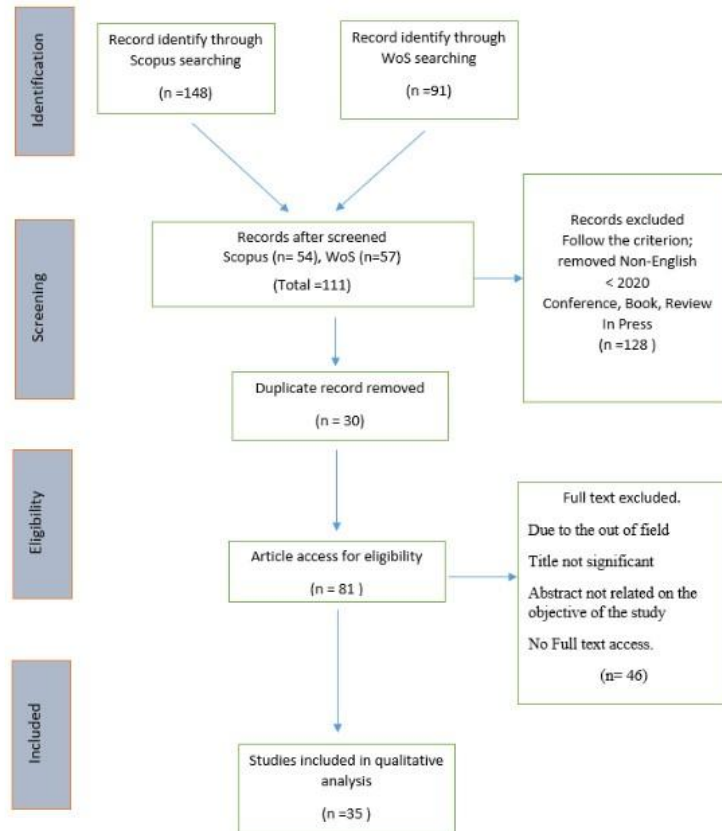 Identification
Record identify through
Scopus searching
(n =148)
Record identify through
WoS searching
(n =91)
Screening
Records after screened
Scopus (n= 54), WoS (n=57)
(Total =111)
Records excluded
Follow the criterion;
removed Non-English
< 2020
Conference, Book, Review
In Press
(n =128 )
Duplicate record removed
(n = 30)
Eligibility
Article access for eligibility
(n = 81 )
Full text excluded.
Due to the out of field
Title not significant
Abstract not related on the
objective of the study
No Full text access.
(n= 46)
Included
Studies included in qualitative
analysis
(n =35 )